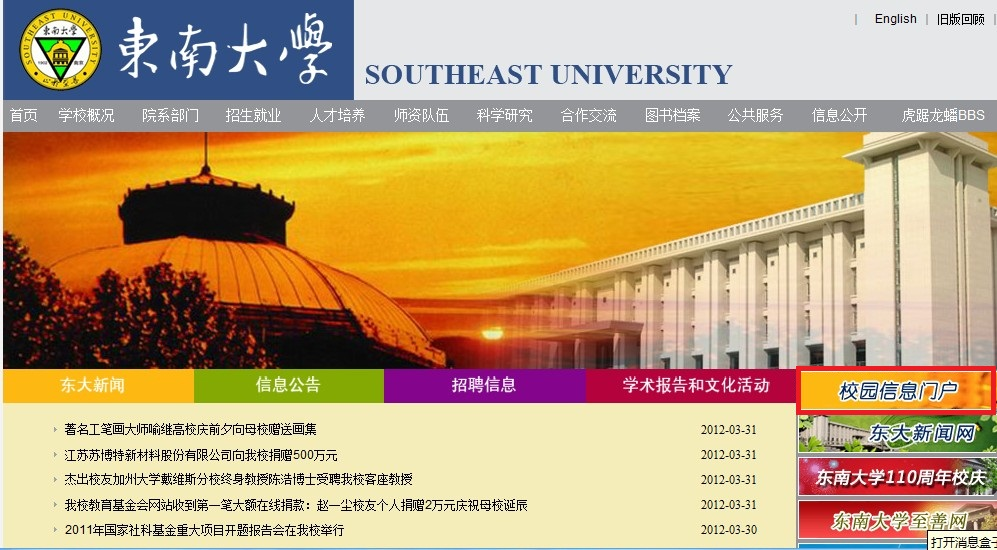 SOUTHEAST UNIVERSITY
東南大學
東南大學
SOUTHEAST UNIVERSITY
English 旧版回顾
首页 学校概况 院系部门 招生就业 人才培养 师资队伍 科学研究 合作交流 图书档案 公共服务 信息公开 虎踞龙蟠BBS
东大新闻 信息公告 招聘信息 学术报告和文化活动 校园信息门户
著名工笔画大师喻继高校庆前夕向母校赠送画集 2012-03-31
江苏苏博特新材料股份有限公司向我校捐赠500万元 2012-03-31
杰出校友加州大学戴维斯分校终身教授陈浩博士受聘我校客座教授 2012-03-31
我校教育基金会网站收到第一笔大额在线捐款：赵一尘校友个人捐赠2万元庆祝母校诞辰 2012-03-31
2011年国家社科基金重大项目开题报告会在我校举行 2012-03-30
东大新闻网
东南大学110周年校庆
东南大学至善网
打开消息盒子